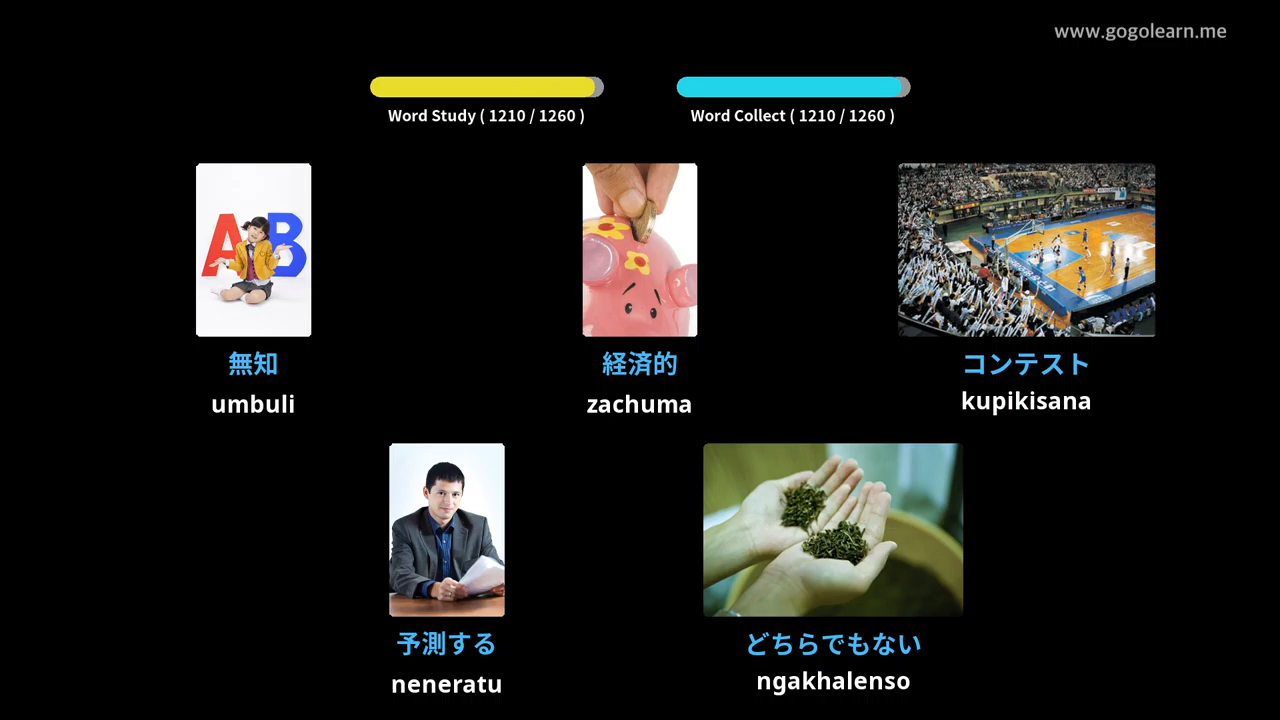 www.gogolearn.me
Word Study ( 1210 / 1260 )
Word Collect ( 1210 / 1260 )
A B
無知
umbuli
経済的
zachuma
コンテスト
kupikisana
予測する
neneratu
どちらでもない
ngakhalenso